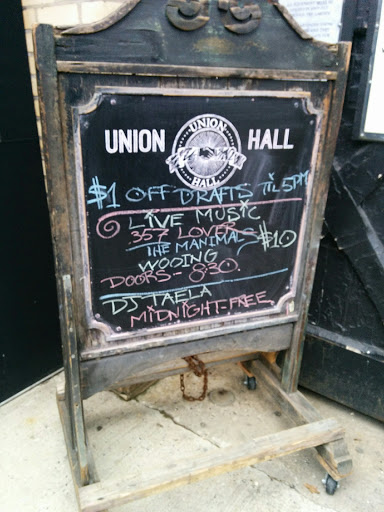 UNION UNION HALL HALL
$1 OFF DRAFTS TIL 5PM
LIVE MUSIC
357 LOVER
THE MANIMALS $10
WOOING
DOORS - 8:30
DJ TAELA
MIDNIGHT-FREE